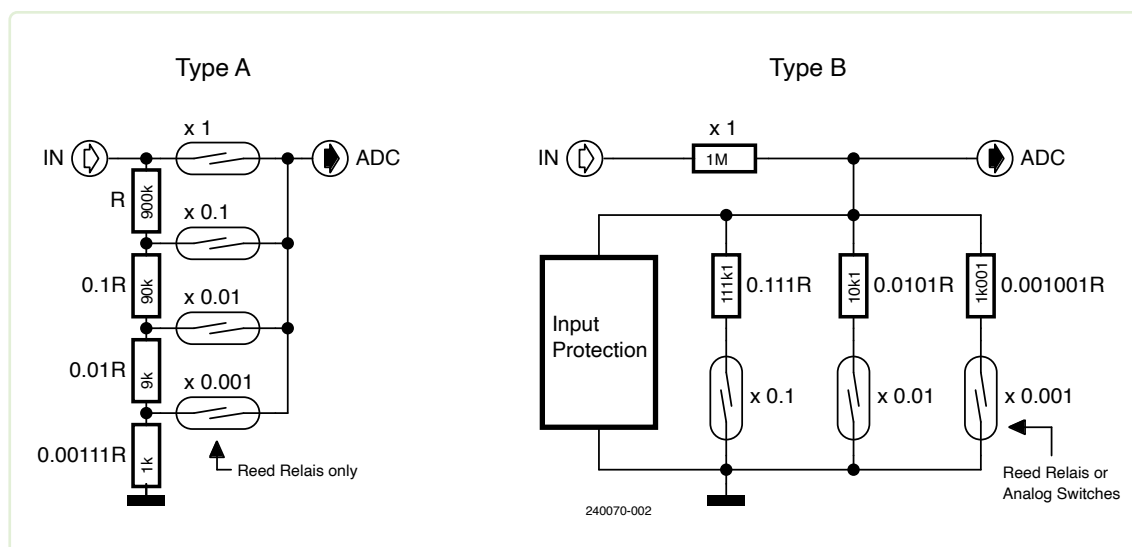 Type A
x 1
IN
ADC
R
900k
x 0.1
0.1R
90k
x 0.01
0.01R
9k
x 0.001
0.00111R
1k
Reed Relais only
Type B
x 1
IN
1M
ADC
Input
Protection
111k1
0.111R
10k1
0.0101R
1k001
0.001001R
x 0.1
x 0.01
x 0.001
Reed Relais or
Analog Switches
240070-002